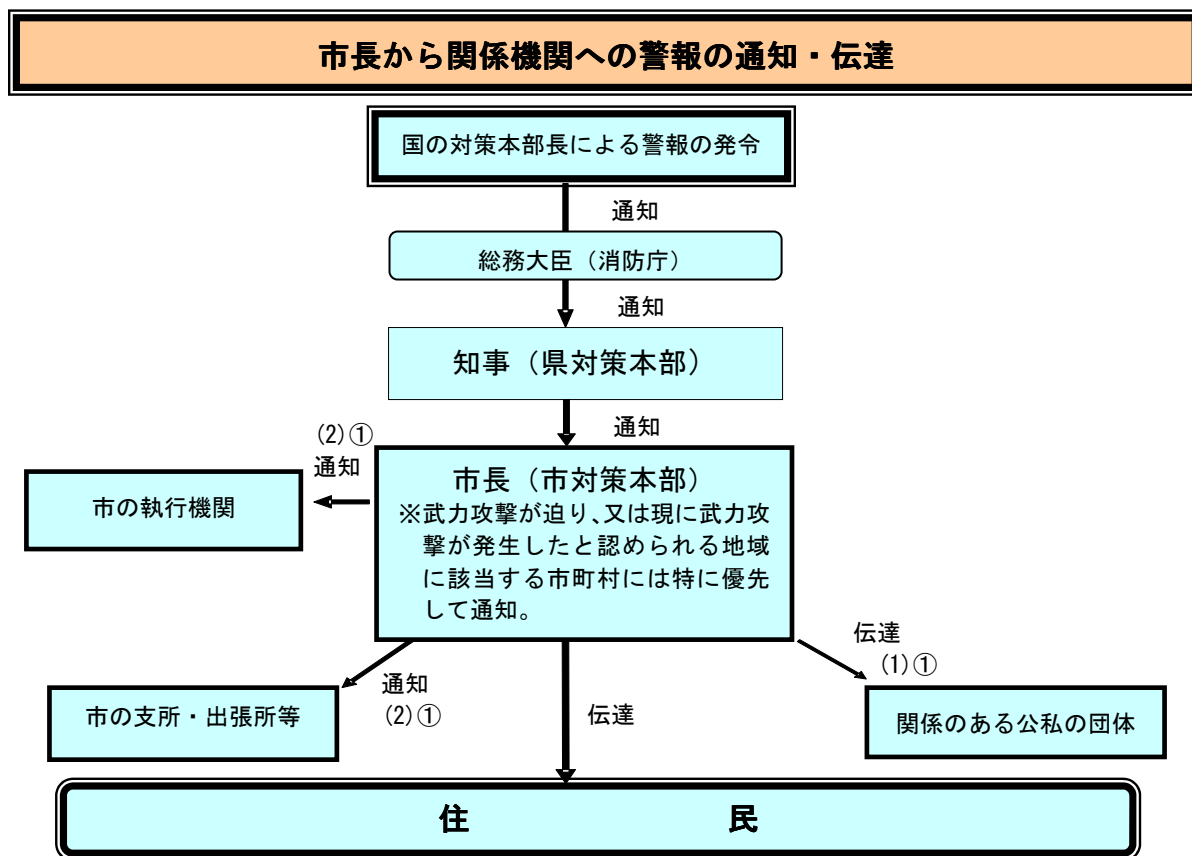 市長から関係機関への警報の通知・伝達
国の対策本部長による警報の発令
通知
総務大臣（消防庁）
通知
知事（県対策本部）
通知
(2)①
通知
市の執行機関
市長（市対策本部）
※武力攻撃が迫り、又は現に武力攻
撃が発生したと認められる地域
に該当する市町村には特に優先
して通知。
伝達
(1)①
通知
(2)①
伝達
市の支所・出張所等
関係のある公私の団体
住　民